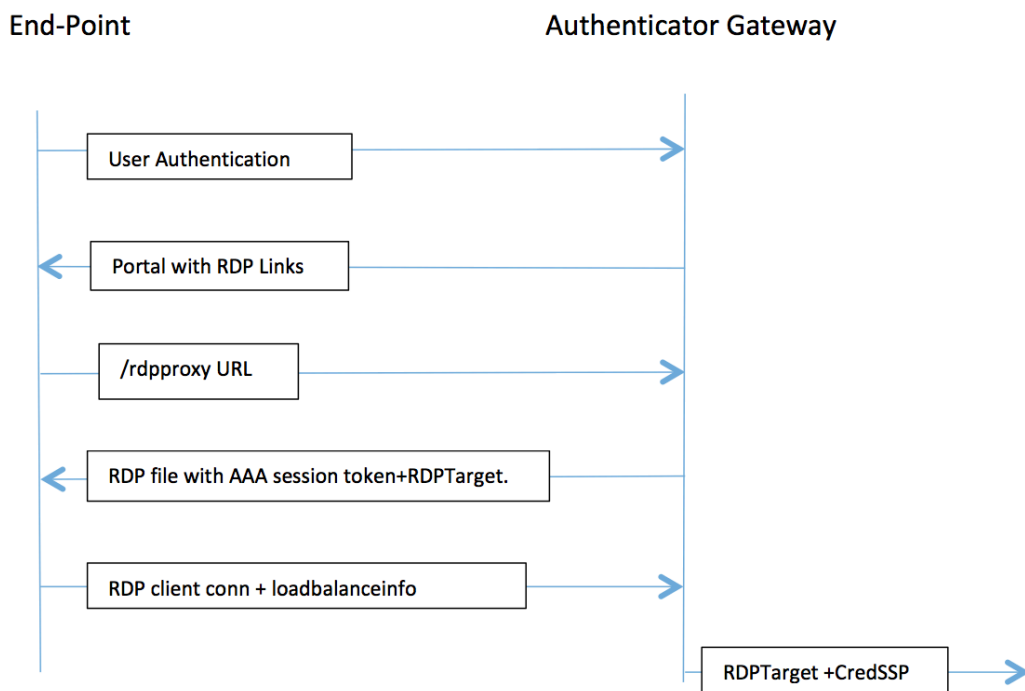 End-Point
Authenticator Gateway
User Authentication
Portal with RDP Links
/rdpproxy URL
RDP file with AAA session token+RDPTarget.
RDP client conn + loadbalanceinfo
RDPTarget +CredSSP